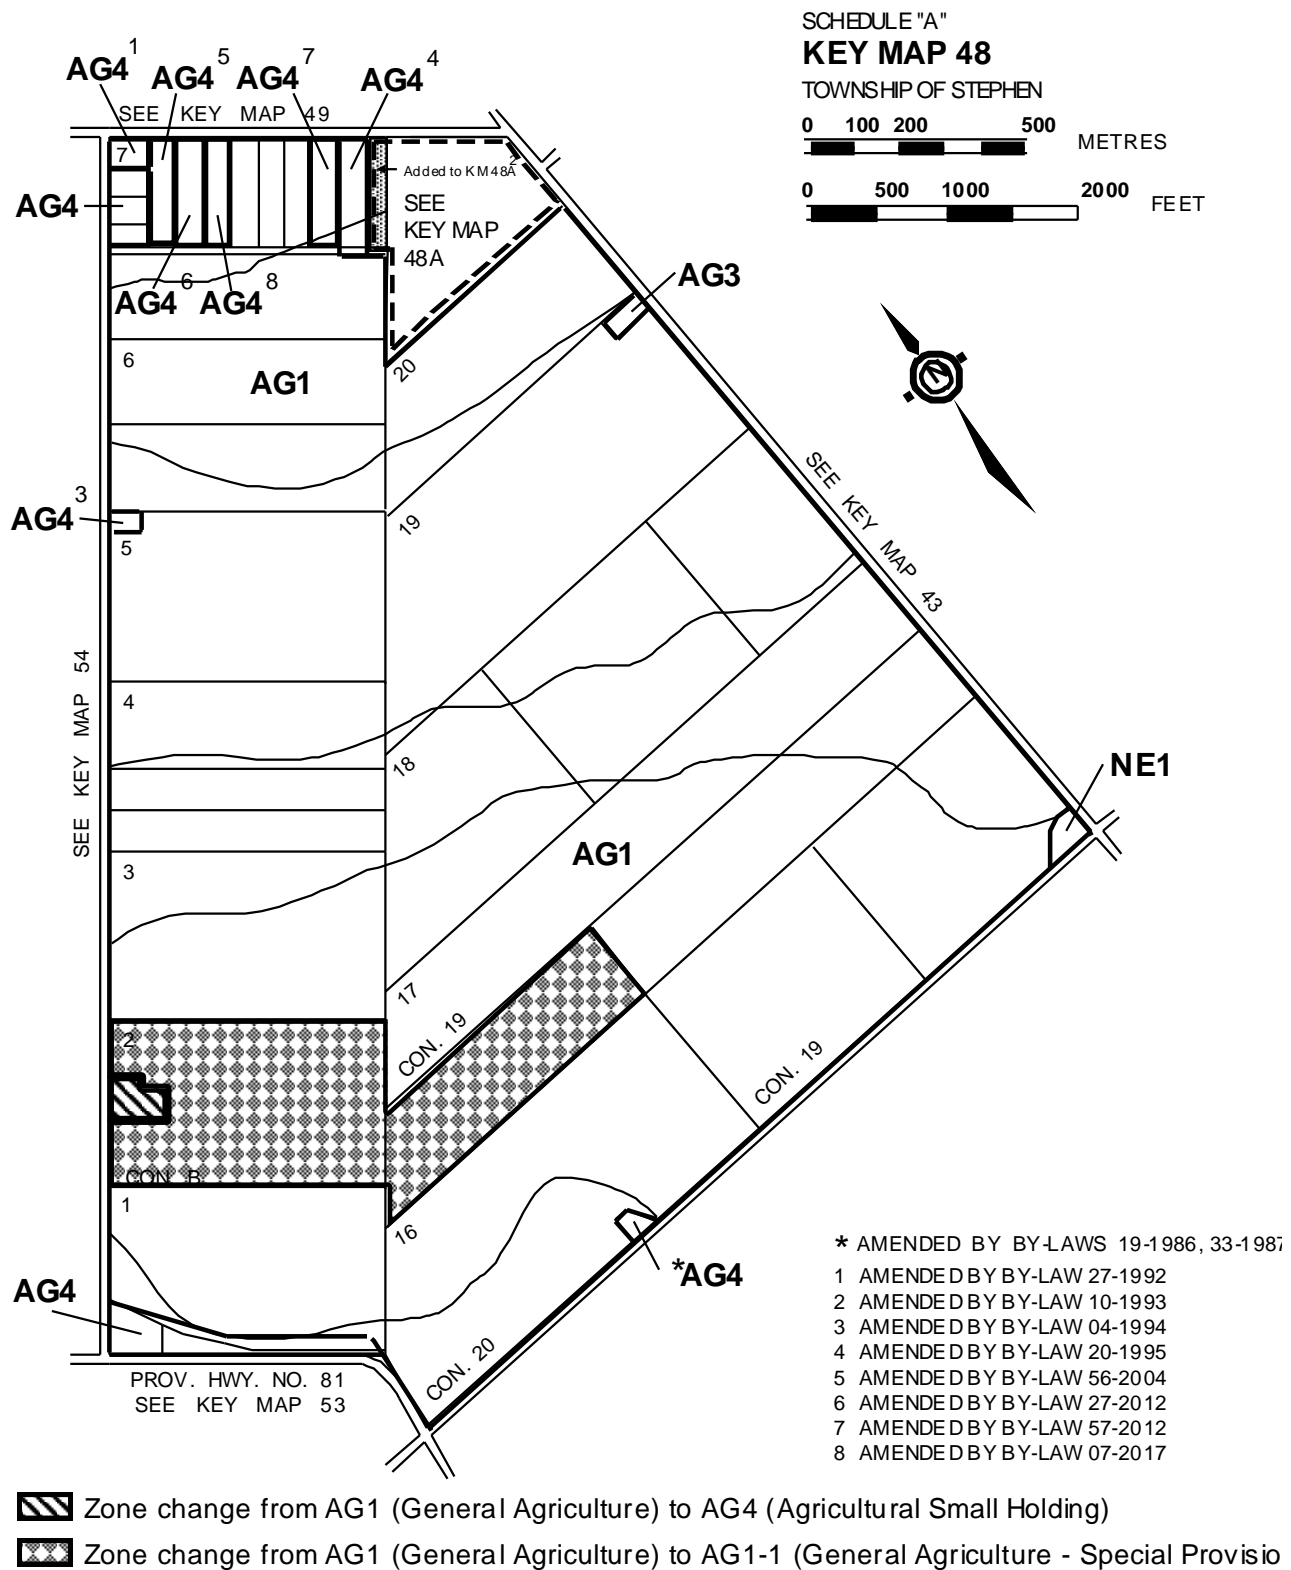 SCHEDULE "A"
KEY MAP 48
TOWNSHIP OF STEPHEN
0 100 200 500 METRES
0 500 1000 2000 FEET
AG4 1 AG4 5 AG4 7 AG4 4
SEE KEY MAP 49
7
Added to KM48A 2
AG4
SEE
KEY MAP
48A
AG4 6 AG4 8
AG3
N
6
AG1
20
SEE KEY MAP 43
AG4 3
5
19
SEE KEY MAP 54
4
18
NE1
3
AG1
17
CON. 19
2
CON. 19
CON. B
1
16
*AG4
AG4
CON. 20
PROV. HWY. NO. 81
SEE KEY MAP 53
* AMENDED BY BY-LAWS 19-1986, 33-1987
1 AMENDED BY BY-LAW 27-1992
2 AMENDED BY BY-LAW 10-1993
3 AMENDED BY BY-LAW 04-1994
4 AMENDED BY BY-LAW 20-1995
5 AMENDED BY BY-LAW 56-2004
6 AMENDED BY BY-LAW 27-2012
7 AMENDED BY BY-LAW 57-2012
8 AMENDED BY BY-LAW 07-2017
Zone change from AG1 (General Agriculture) to AG4 (Agricultural Small Holding)
Zone change from AG1 (General Agriculture) to AG1-1 (General Agriculture - Special Provisio